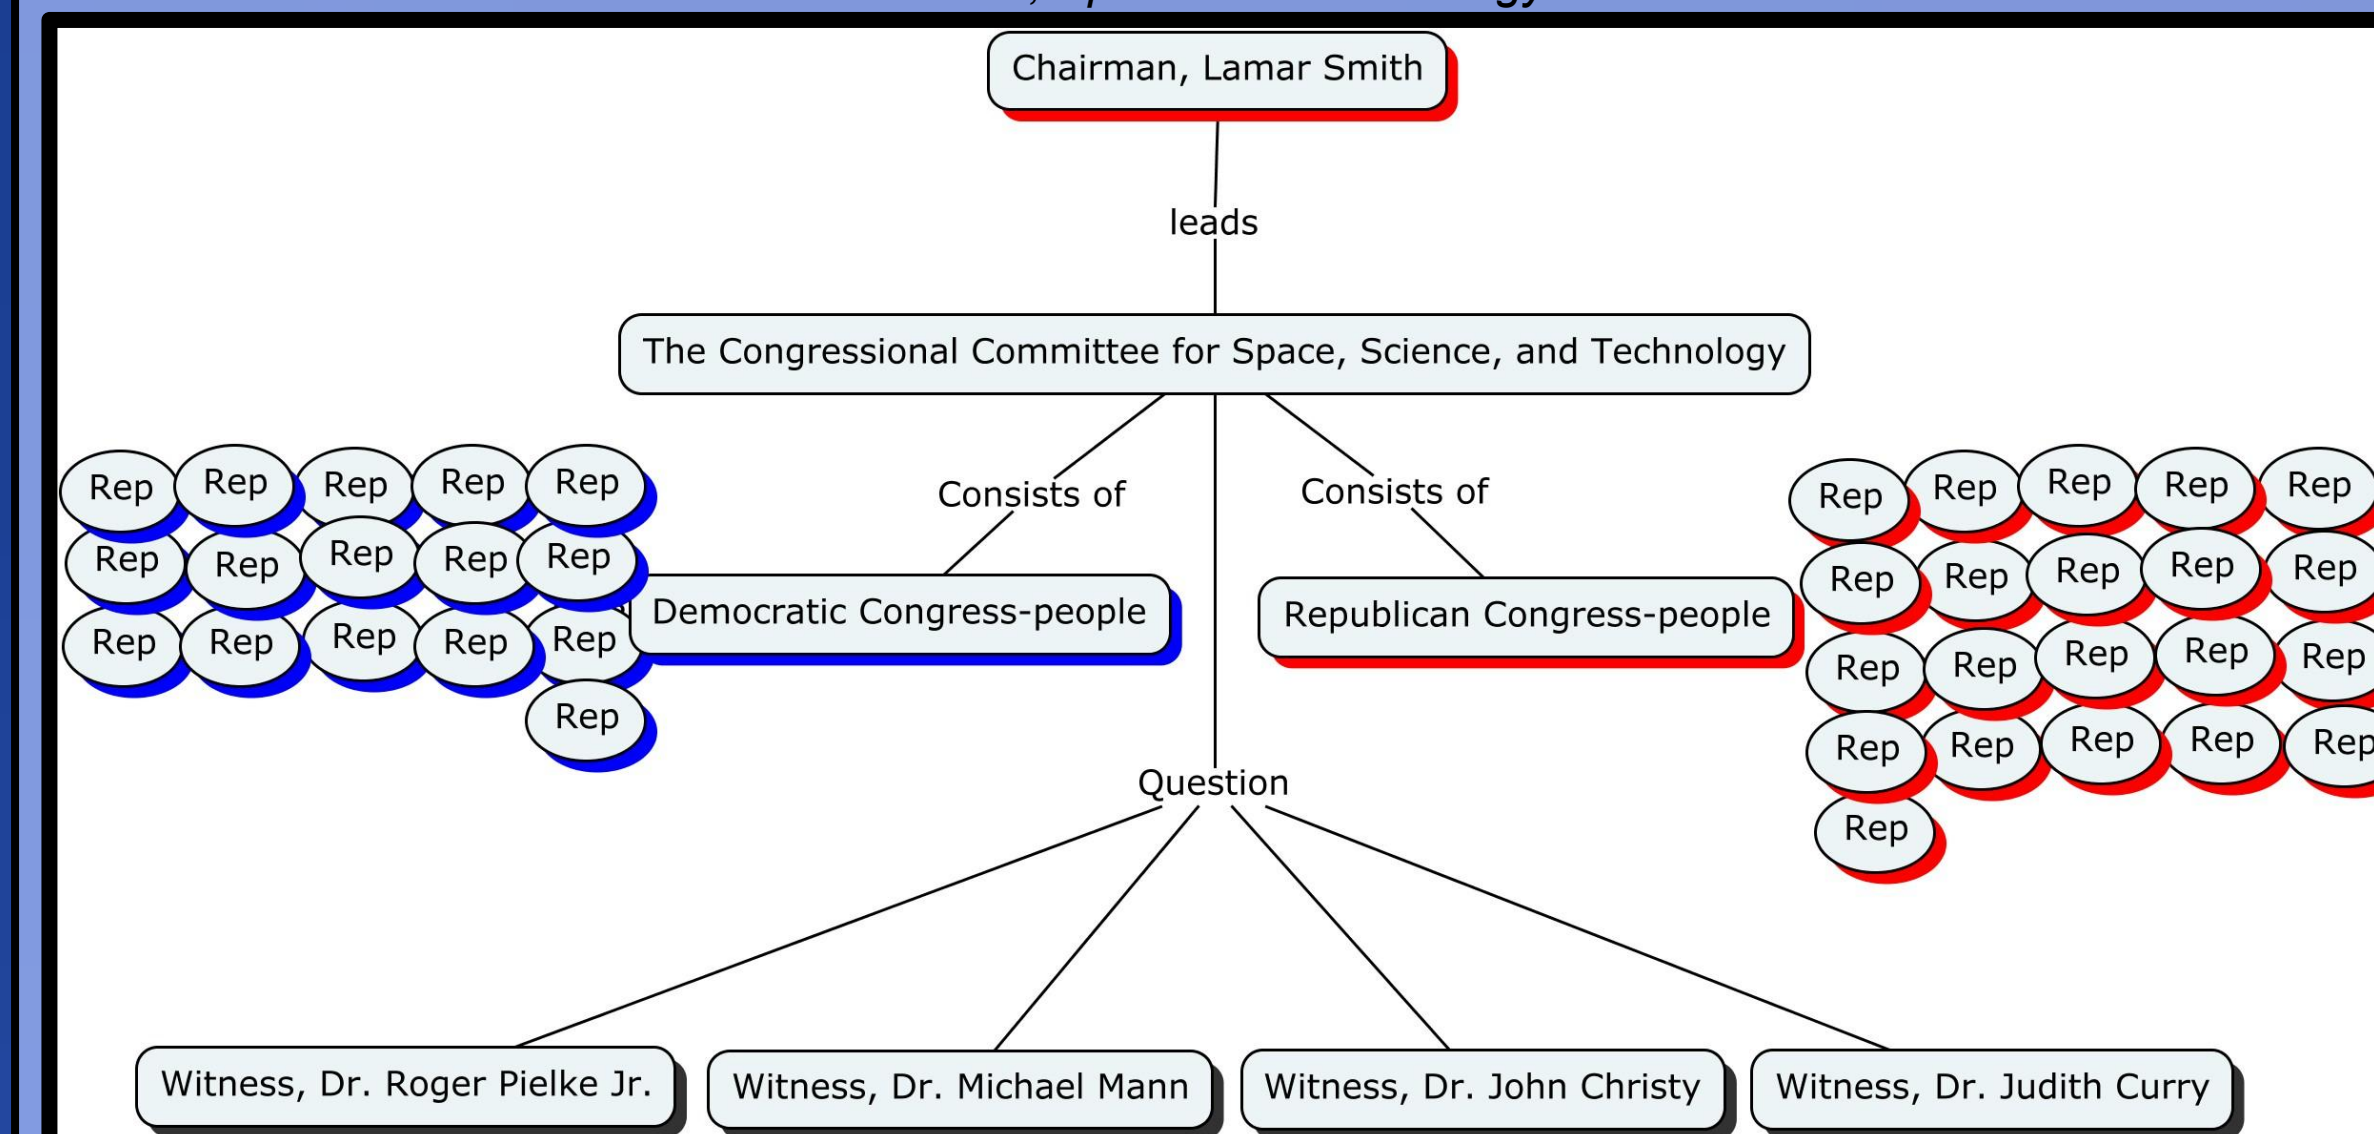 Chairman, Lamar Smith
leads
The Congressional Committee for Space, Science, and Technology
Rep Rep Rep Rep Rep
Rep Rep Rep Rep Rep
Rep Rep Rep Rep Rep
Rep
Consists of
Consists of
Democratic Congress-people
Republican Congress-people
Rep Rep Rep Rep Rep
Rep Rep Rep Rep Rep
Rep Rep Rep Rep Rep
Rep Rep Rep Rep Rep
Rep
Question
Witness, Dr. Roger Pielke Jr.
Witness, Dr. Michael Mann
Witness, Dr. John Christy
Witness, Dr. Judith Curry